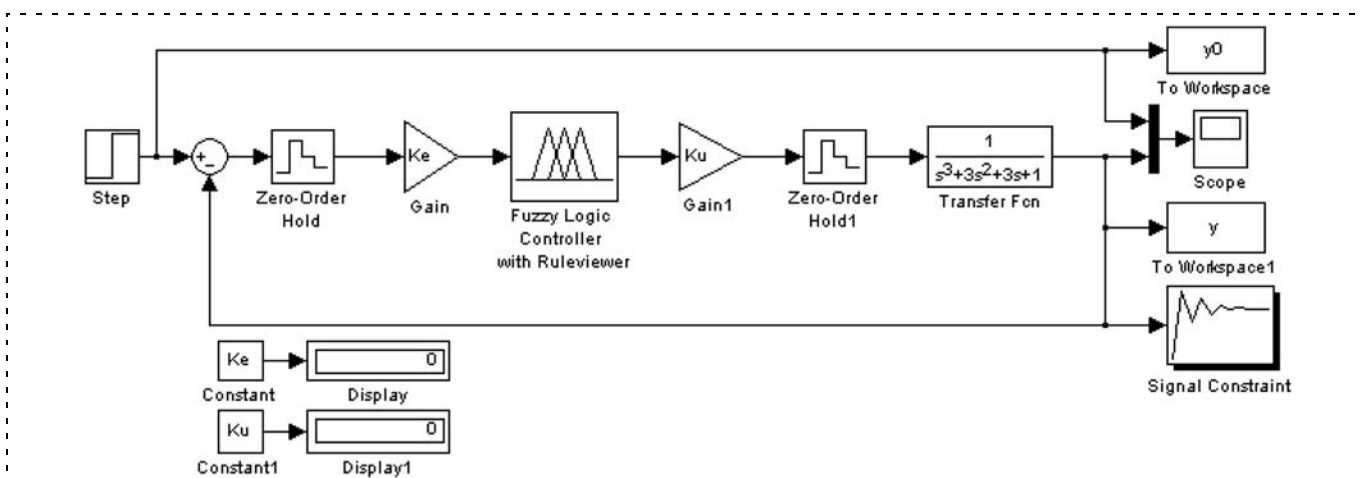 y0
To Workspace
Step
+
−
Zero-Order
Hold
Ke
Gain
Fuzzy Logic
Controller
with Ruleviewer
Ku
Gain1
Zero-Order
Hold1
1
s3+3s2+3s+1
Transfer Fcn
Scope
y
To Workspace1
Signal Constraint
Ke
Constant
0
Display
Ku
Constant1
0
Display1